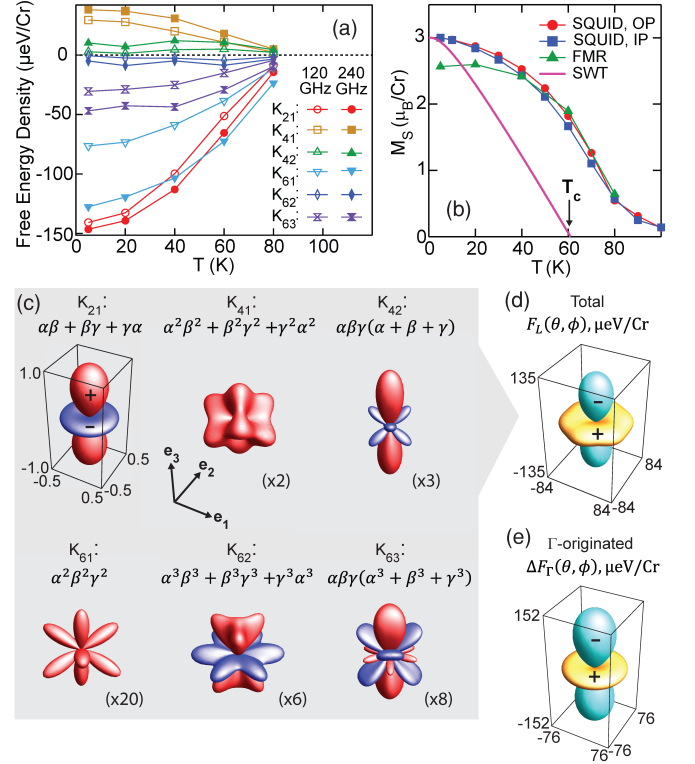 (a)
Free Energy Density (μeV/Cr)
0
-50
-100
-150
0 20 40 60 80 100
T (K)
120 240
GHz GHz
K21:
K41:
K42:
K61:
K62:
K63:
(b)
MS (μB/Cr)
3
2
1
0
0 20 40 60 80
T (K)
SQUID, OP
SQUID, IP
FMR
SWT
Tc
(c)
K21:
αβ + βγ + γα
1.0
-1.0
-0.5
0.5
-0.5
0.5
+
−
K41:
α²β² + β²γ² +γ²α²
(x2)
K42:
αβγ(α + β + γ)
(x3)
e3
e2
e1
K61:
α²β²γ²
(x20)
K62:
α³β³ + β³γ³ +γ³α³
(x6)
K63:
αβγ(α³ + β³ + γ³)
(x8)
(d)
Total
FL(θ, ϕ), μeV/Cr
135
-135
-84
84
-84
84
−
+
(e)
Γ-originated
ΔFΓ(θ, ϕ), μeV/Cr
152
-152
-76
76
-76
76
−
+